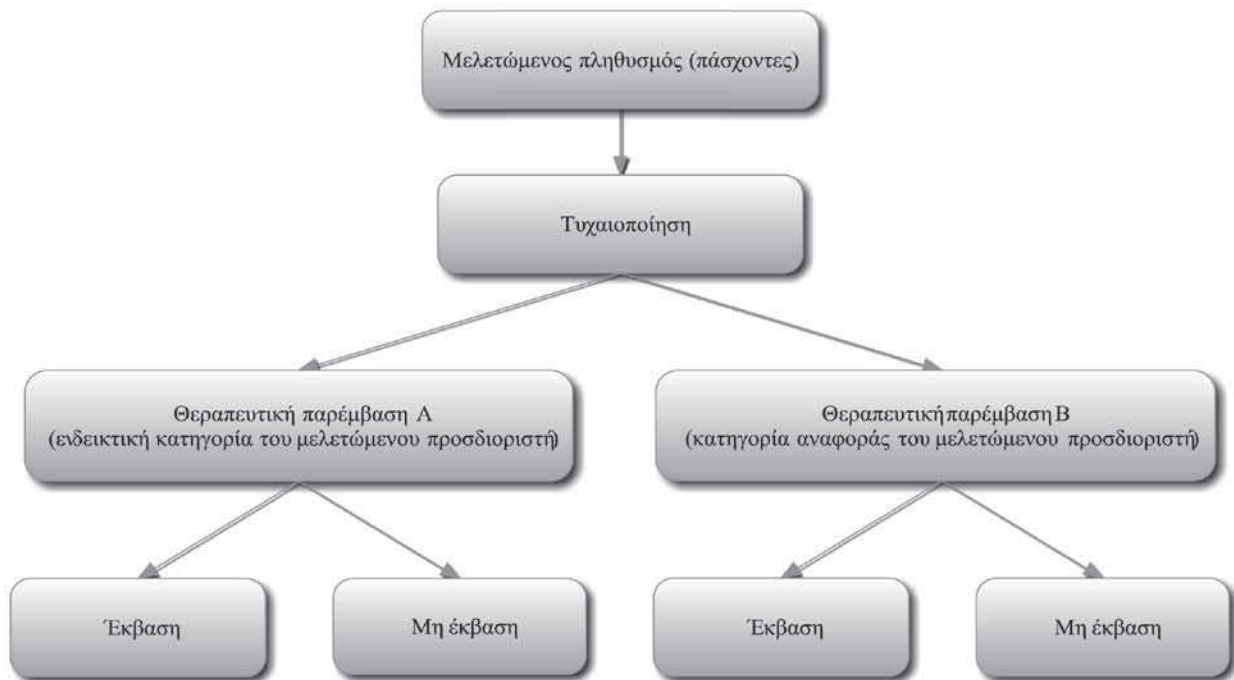 Μελετώμενος πληθυσμός (πάσχοντες)
Τυχαιοποίηση
Θεραπευτική παρέμβαση Α
(ενδεικτική κατηγορία του μελετώμενου προσδιοριστή)
Θεραπευτική παρέμβαση Β
(κατηγορία αναφοράς του μελετώμενου προσδιοριστή)
Έκβαση
Μη έκβαση
Έκβαση
Μη έκβαση